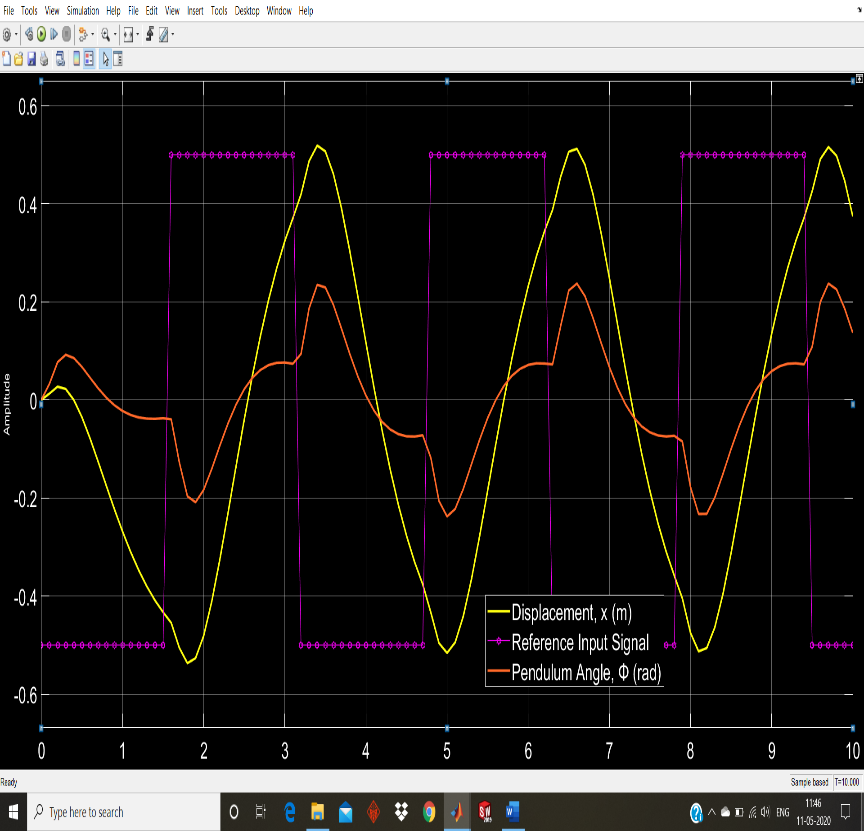 File Tools View Simulation Help File Edit View Insert Tools Desktop Window Help
0.6
0.4
0.2
0
-0.2
-0.4
-0.6
Amplitude
0 1 2 3 4 5 6 7 8 9 10
Displacement, x (m)
Reference Input Signal
Pendulum Angle, Φ (rad)
Ready
Sample based T=10.000
Type here to search
ENG
11:46
11-05-2020